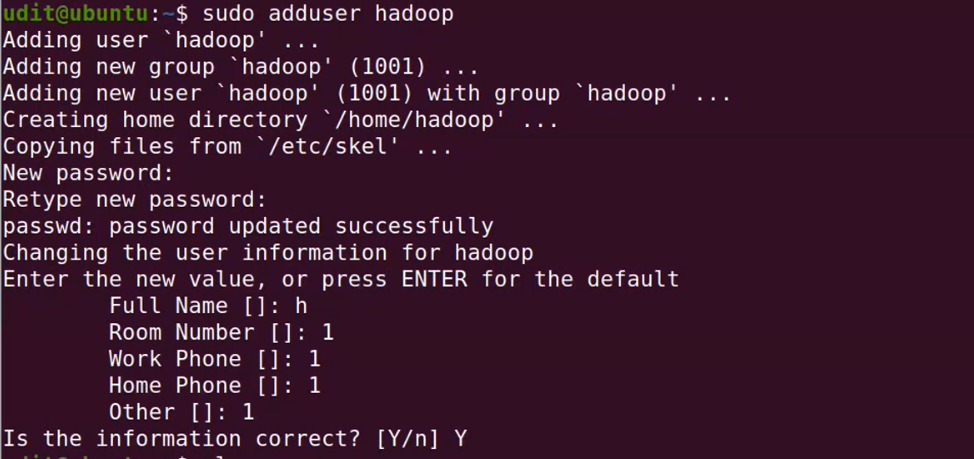 udit@ubuntu:~$ sudo adduser hadoop
Adding user `hadoop' ...
Adding new group `hadoop' (1001) ...
Adding new user `hadoop' (1001) with group `hadoop' ...
Creating home directory `/home/hadoop' ...
Copying files from `/etc/skel' ...
New password:
Retype new password:
passwd: password updated successfully
Changing the user information for hadoop
Enter the new value, or press ENTER for the default
Full Name []: h
Room Number []: 1
Work Phone []: 1
Home Phone []: 1
Other []: 1
Is the information correct? [Y/n] Y